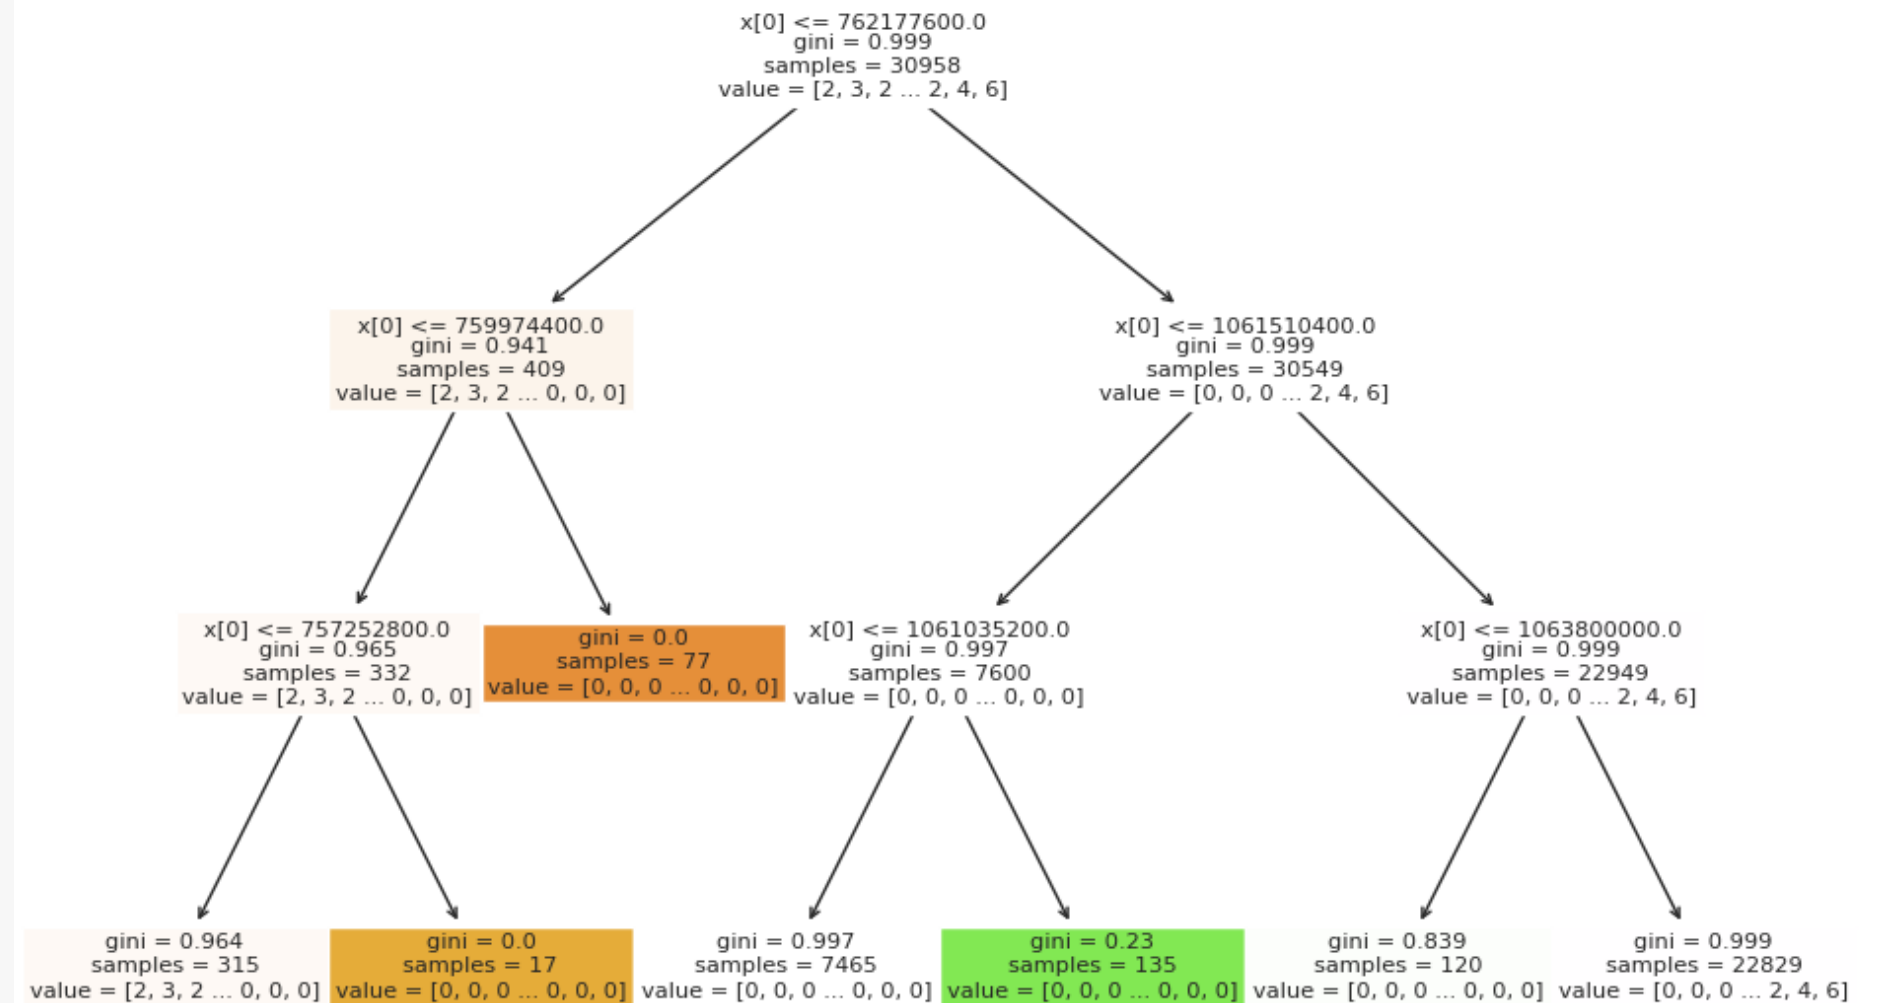 x[0] <= 762177600.0
gini = 0.999
samples = 30958
value = [2, 3, 2 ... 2, 4, 6]
x[0] <= 759974400.0
gini = 0.941
samples = 409
value = [2, 3, 2 ... 0, 0, 0]
x[0] <= 1061510400.0
gini = 0.999
samples = 30549
value = [0, 0, 0 ... 2, 4, 6]
x[0] <= 757252800.0
gini = 0.965
samples = 332
value = [2, 3, 2 ... 0, 0, 0]
gini = 0.0
samples = 77
value = [0, 0, 0 ... 0, 0, 0]
x[0] <= 1061035200.0
gini = 0.997
samples = 7600
value = [0, 0, 0 ... 0, 0, 0]
x[0] <= 1063800000.0
gini = 0.999
samples = 22949
value = [0, 0, 0 ... 2, 4, 6]
gini = 0.964
samples = 315
value = [2, 3, 2 ... 0, 0, 0]
gini = 0.0
samples = 17
value = [0, 0, 0 ... 0, 0, 0]
gini = 0.997
samples = 7465
value = [0, 0, 0 ... 0, 0, 0]
gini = 0.23
samples = 135
value = [0, 0, 0 ... 0, 0, 0]
gini = 0.839
samples = 120
value = [0, 0, 0 ... 0, 0, 0]
gini = 0.999
samples = 22829
value = [0, 0, 0 ... 2, 4, 6]